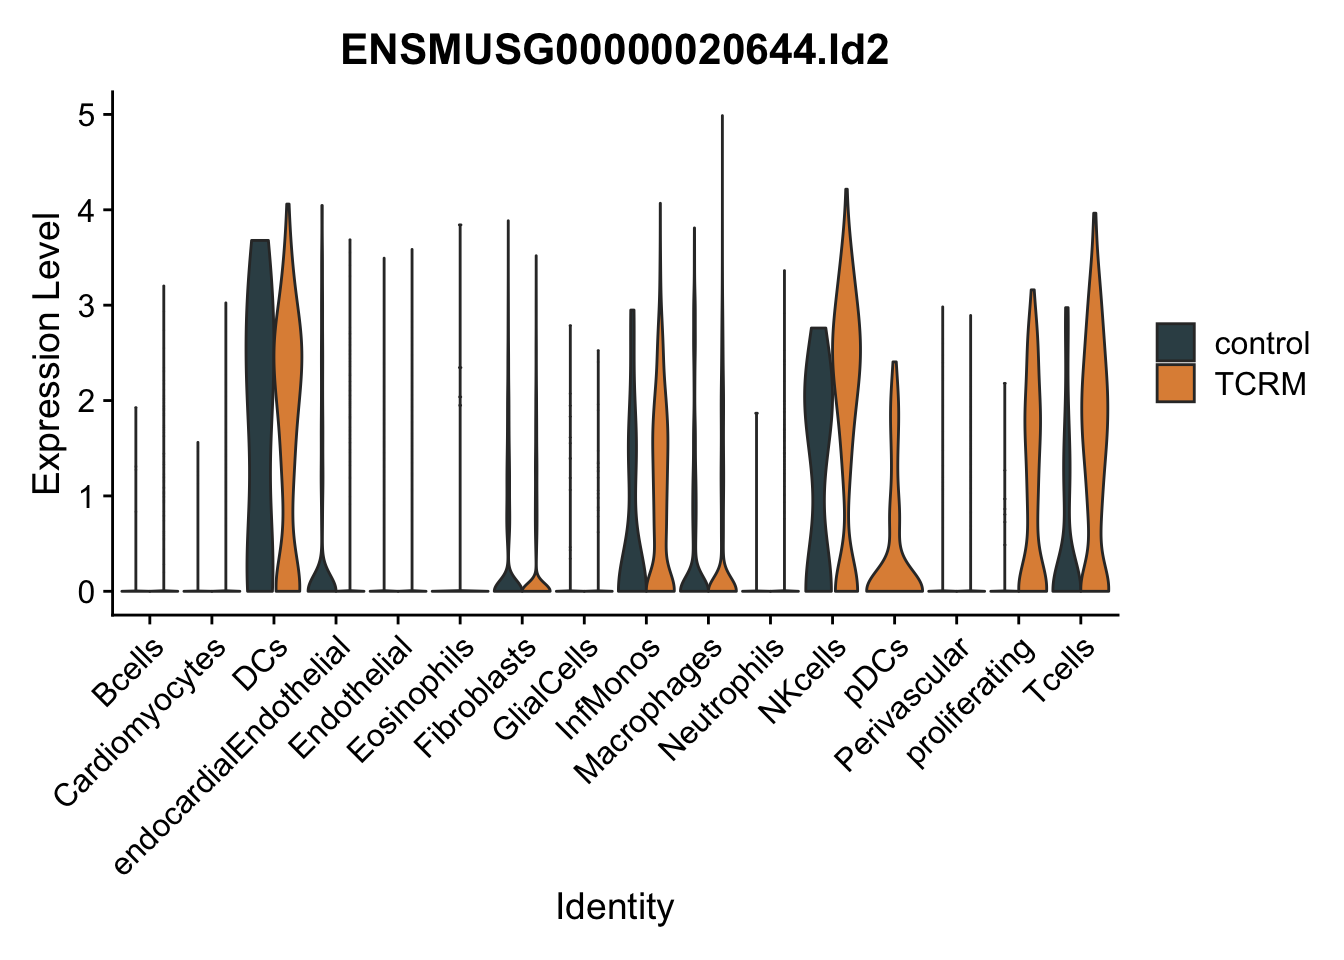 ENSMUSG00000020644.Id2
Expression Level
5
4
3
2
1
0
Bcells
Cardiomyocytes
DCs
endocardialEndothelial
Endothelial
Eosinophils
Fibroblasts
GlialCells
InfMonos
Macrophages
Neutrophils
NKcells
pDCs
Perivascular
proliferating
Tcells
Identity
control
TCRM